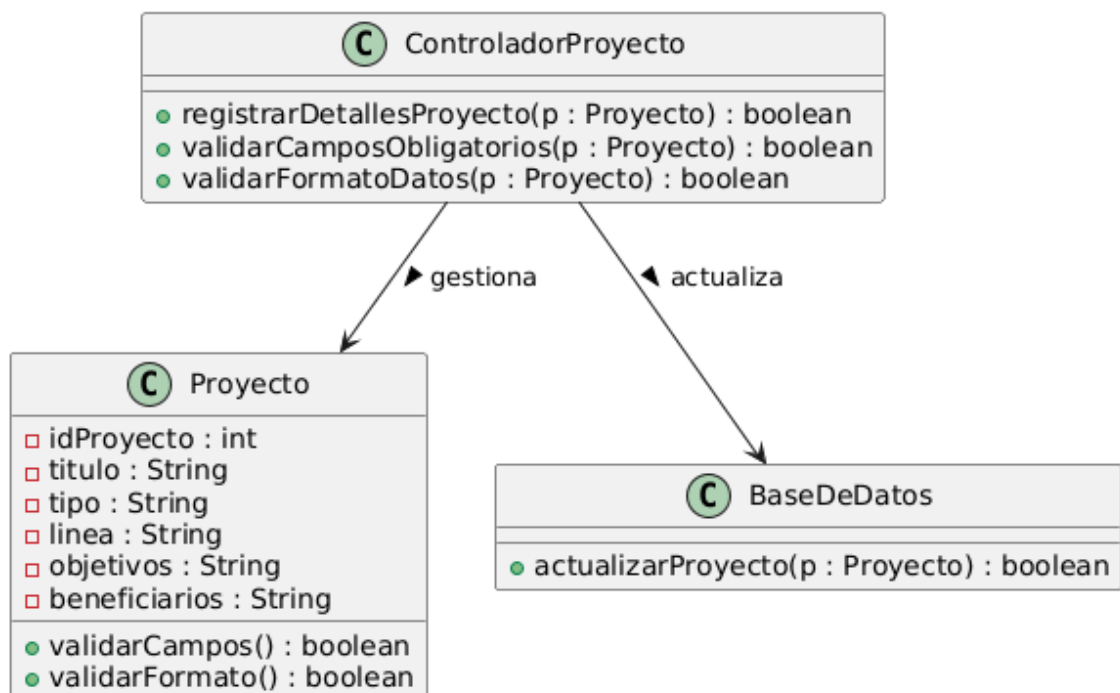 C ControladorProyecto
registrarDetallesProyecto(p : Proyecto) : boolean
validarCamposObligatorios(p : Proyecto) : boolean
validarFormatoDatos(p : Proyecto) : boolean
gestiona
actualiza
C Proyecto
idProyecto : int
titulo : String
tipo : String
linea : String
objetivos : String
beneficiarios : String
validarCampos() : boolean
validarFormato() : boolean
C BaseDeDatos
actualizarProyecto(p : Proyecto) : boolean